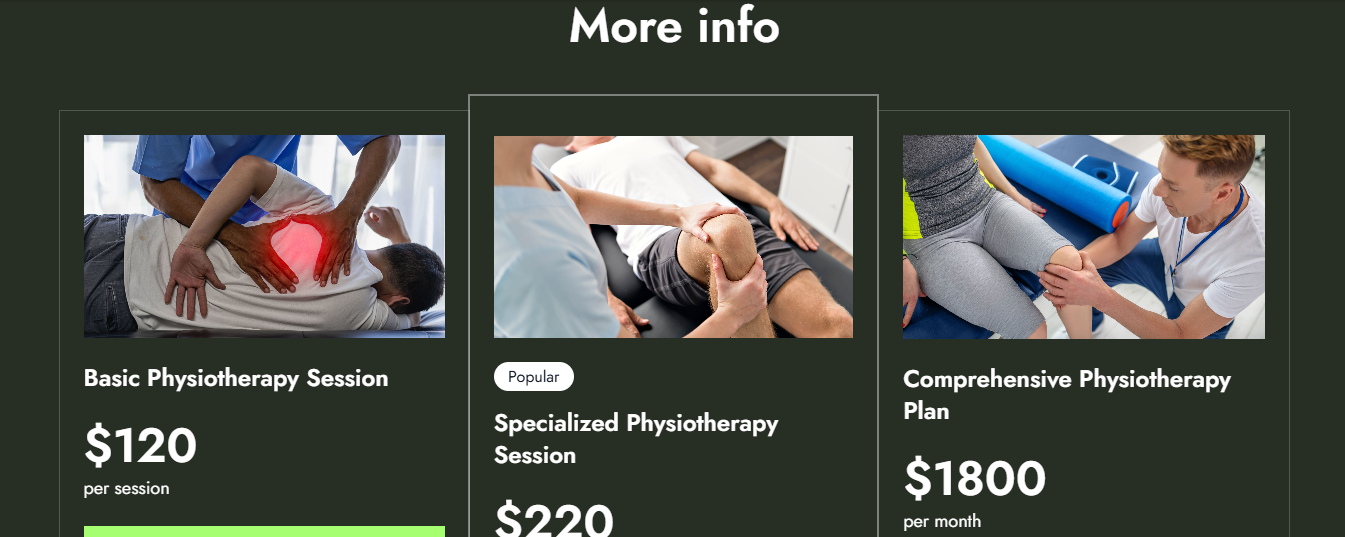 More info
Basic Physiotherapy Session
$120
per session
Popular
Specialized Physiotherapy
Session
$220
Comprehensive Physiotherapy
Plan
$1800
per month